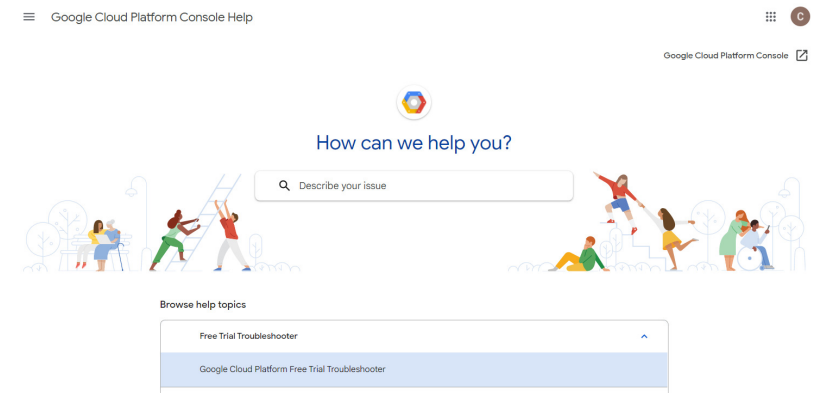 Google Cloud Platform Console Help
C
Google Cloud Platform Console
How can we help you?
Describe your issue
Browse help topics
Free Trial Troubleshooter
Google Cloud Platform Free Trial Troubleshooter